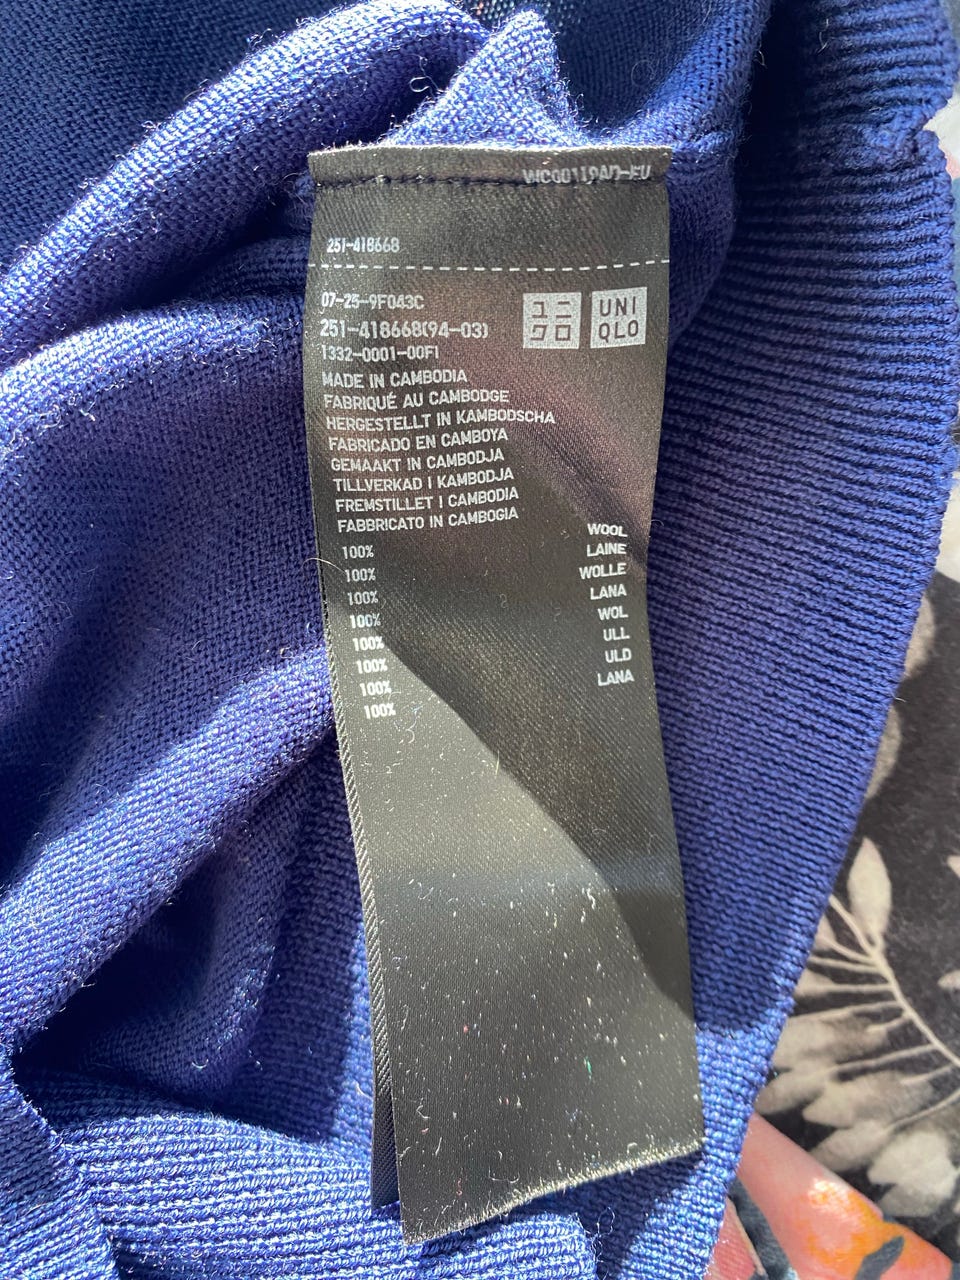 WC00119AD-EU
251-418668
07-25-9F043C
251-418668(94-03)
1332-0001-00F1
ユニ
クロ
UNI
QLO
MADE IN CAMBODIA
FABRIQUÉ AU CAMBODGE
HERGESTELLT IN KAMBODSCHA
FABRICADO EN CAMBOYA
GEMAAKT IN CAMBODJA
TILLVERKAD I KAMBODJA
FREMSTILLET I CAMBODIA
FABBRICATO IN CAMBOGIA
100% WOOL
100% LAINE
100% WOLLE
100% LANA
100% WOL
100% ULL
100% ULD
100% LANA